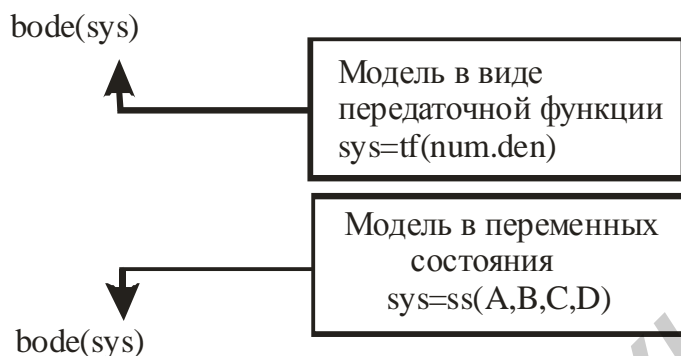 bode(sys)
Модель в виде
передаточной функции
sys=tf(num.den)
Модель в переменных
состояния
sys=ss(A,B,C,D)
bode(sys)